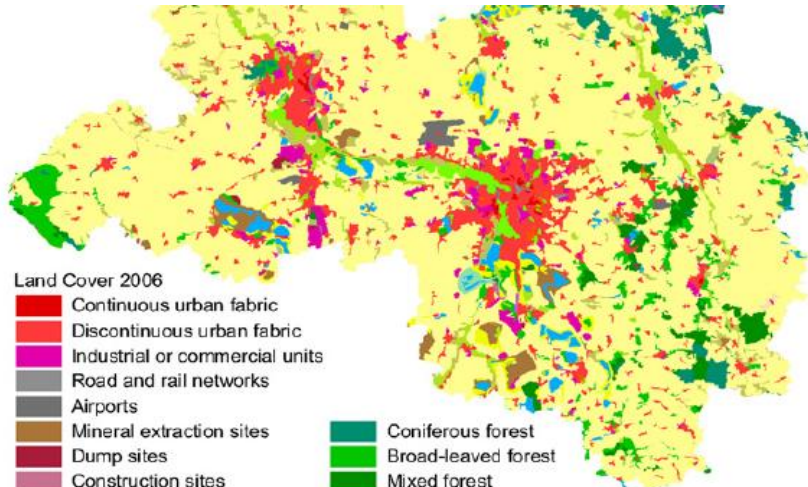 Land Cover 2006
Continuous urban fabric
Discontinuous urban fabric
Industrial or commercial units
Road and rail networks
Airports
Mineral extraction sites
Dump sites
Construction sites
Coniferous forest
Broad-leaved forest
Mixed forest